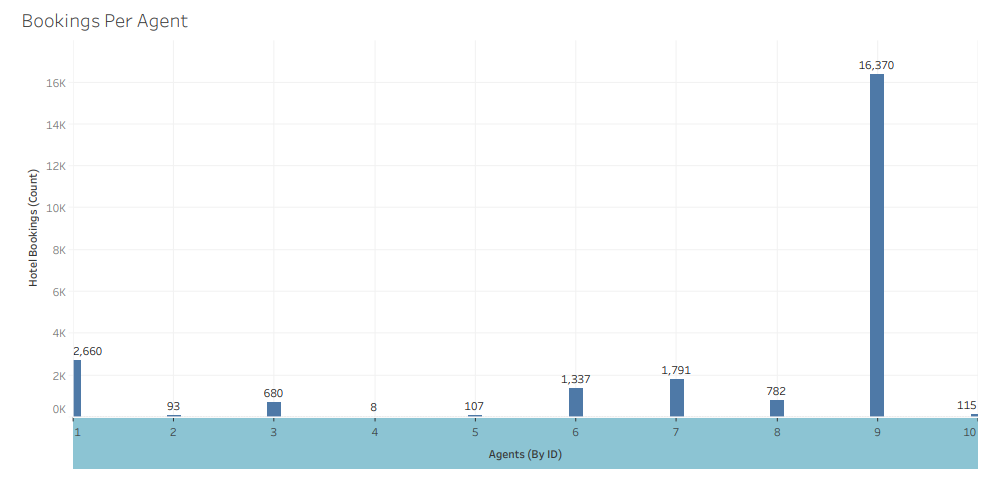 Bookings Per Agent
Hotel Bookings (Count)
16K
14K
12K
10K
8K
6K
4K
2K
0K
2,660
93
680
8
107
1,337
1,791
782
16,370
115
1 2 3 4 5 6 7 8 9 10
Agents (By ID)